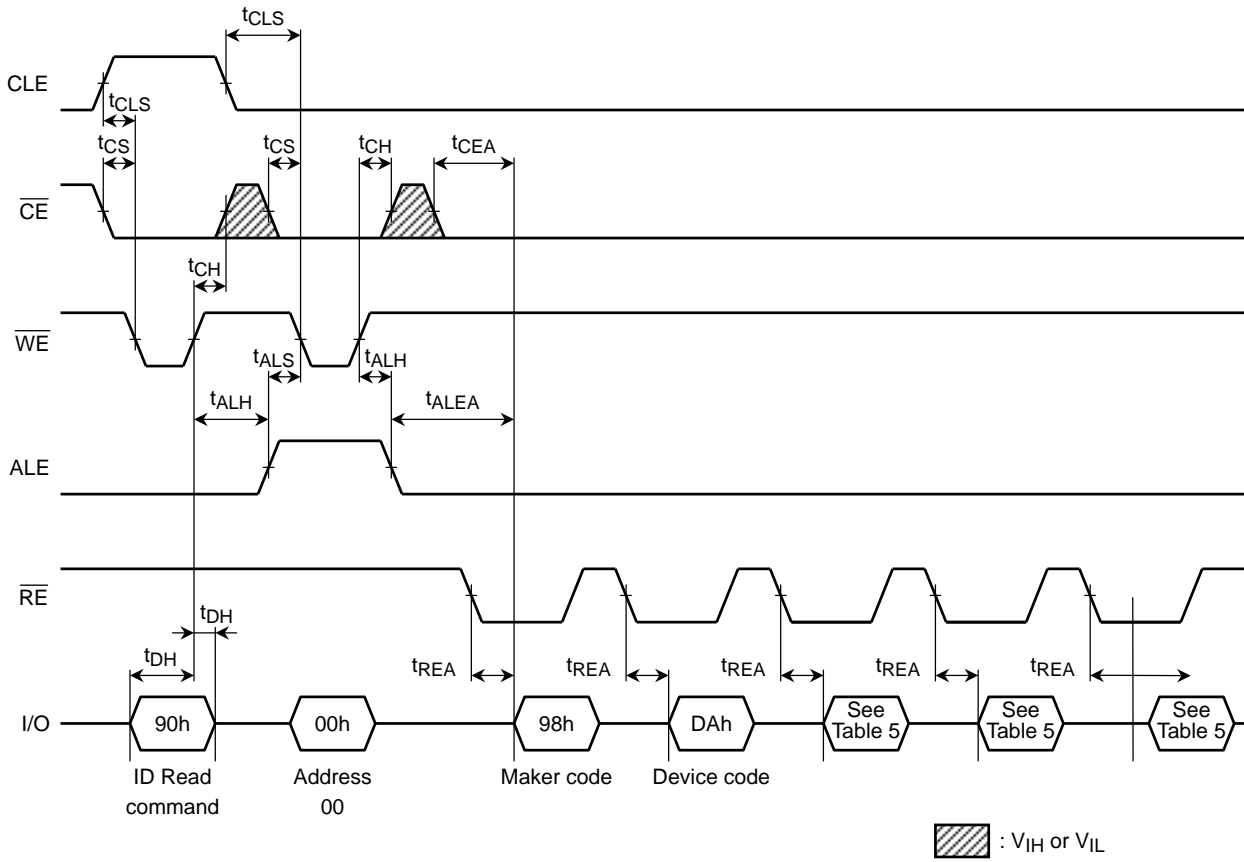 tCLS
CLE
tCLS
tCS
tCS
tCH
tCEA
CE
tCH
WE
tALS
tALH
tALH
tALEA
ALE
RE
tDH
tDH
tREA
tREA
tREA
tREA
tREA
I/O
90h
00h
98h
DAh
See
Table 5
See
Table 5
See
Table 5
ID Read
command
Address
00
Maker code
Device code
: VIH or VIL